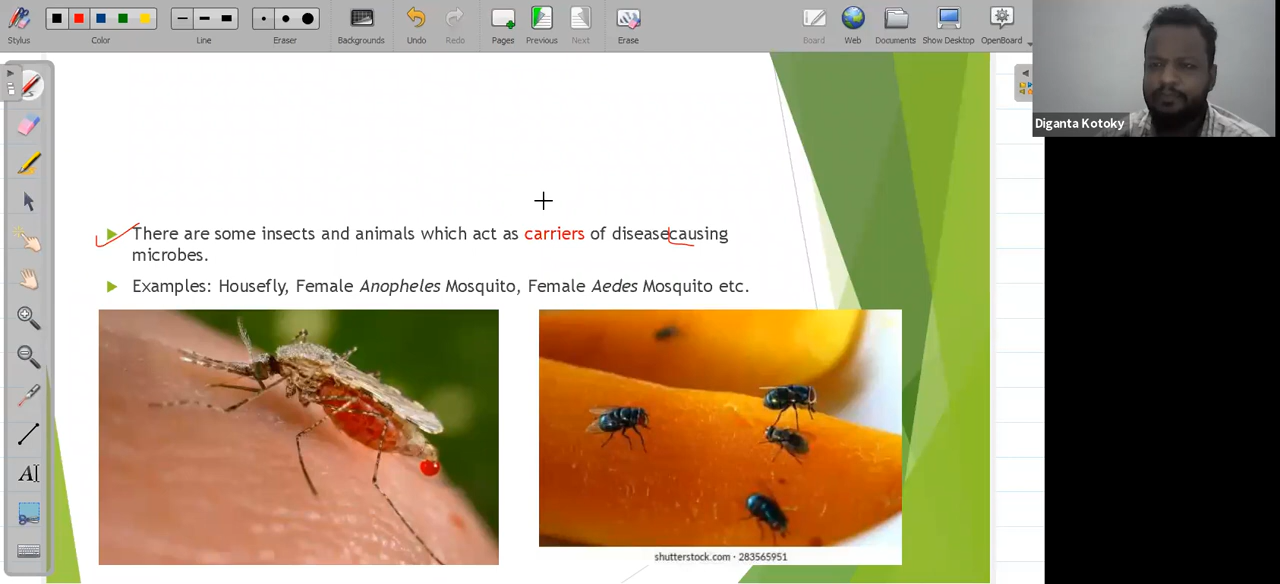 Stylus
Color
Line
Eraser
Backgrounds
Undo
Redo
Pages
Previous
Next
Erase
Board
Web
Documents
Show Desktop
OpenBoard
Diganta Kotoky
There are some insects and animals which act as carriers of diseasecausing
microbes.
Examples: Housefly, Female Anopheles Mosquito, Female Aedes Mosquito etc.
shutterstock.com · 283565951